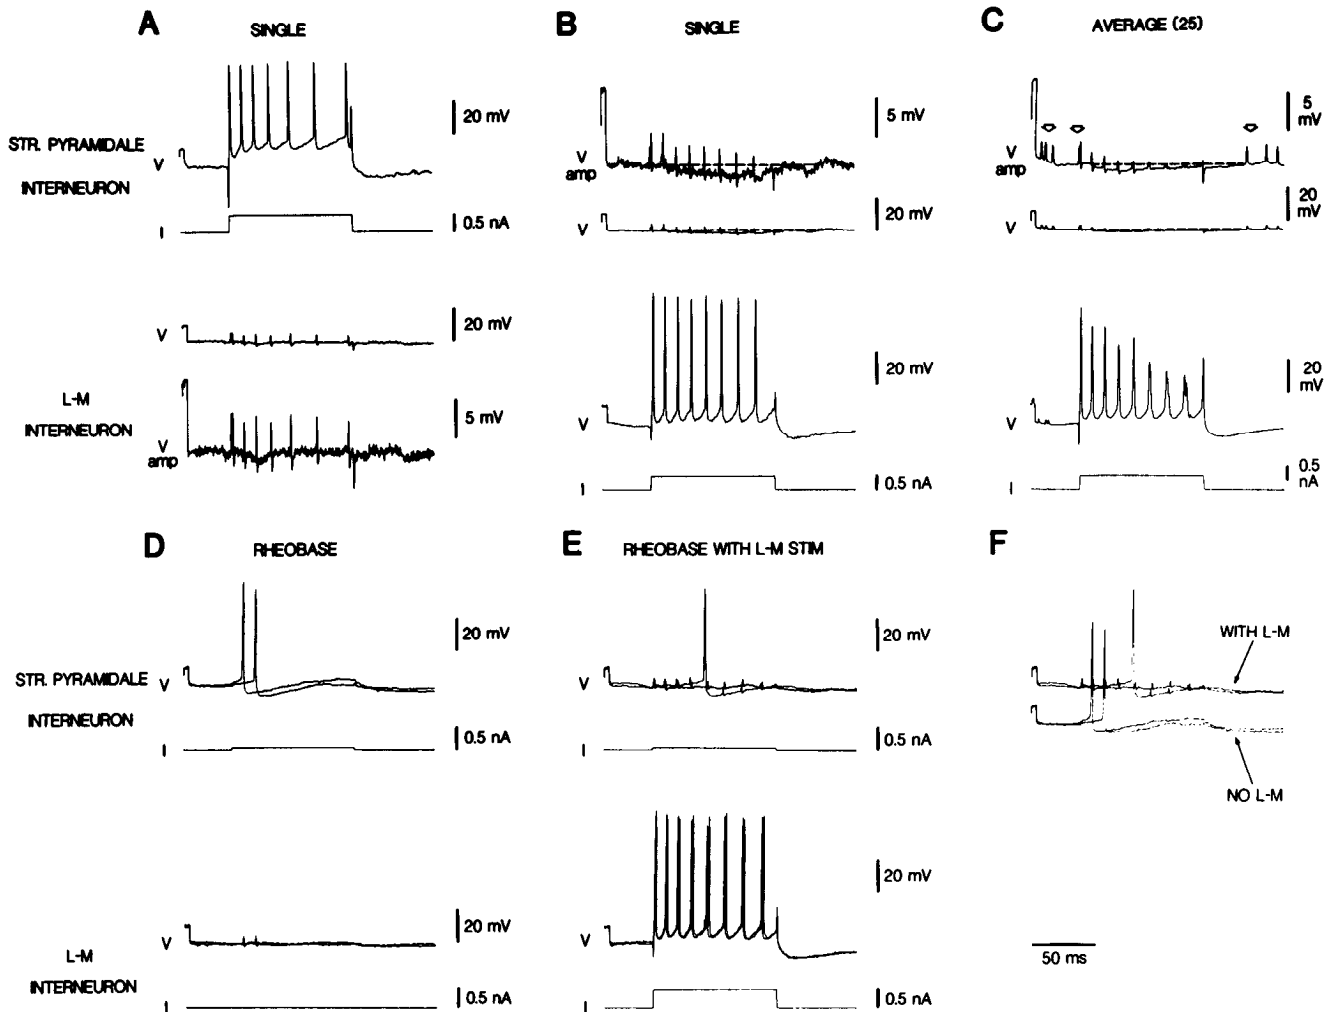 A
SINGLE
B
SINGLE
C
AVERAGE (25)
STR. PYRAMIDALE
INTERNEURON
V
20 mV
I
0.5 nA
V
amp
5 mV
V
20 mV
V
amp
5
mV
V
20
mV
L-M
INTERNEURON
V
20 mV
V
amp
5 mV
V
20 mV
I
0.5 nA
V
20
mV
I
0.5
nA
D
RHEOBASE
E
RHEOBASE WITH L-M STIM
F
STR. PYRAMIDALE
INTERNEURON
V
20 mV
I
0.5 nA
V
20 mV
I
0.5 nA
WITH L-M
NO L-M
L-M
INTERNEURON
V
20 mV
I
0.5 nA
V
20 mV
I
0.5 nA
50 ms